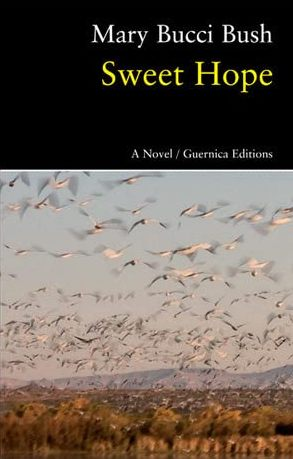 Mary Bucci Bush
Sweet Hope
A Novel / Guernica Editions